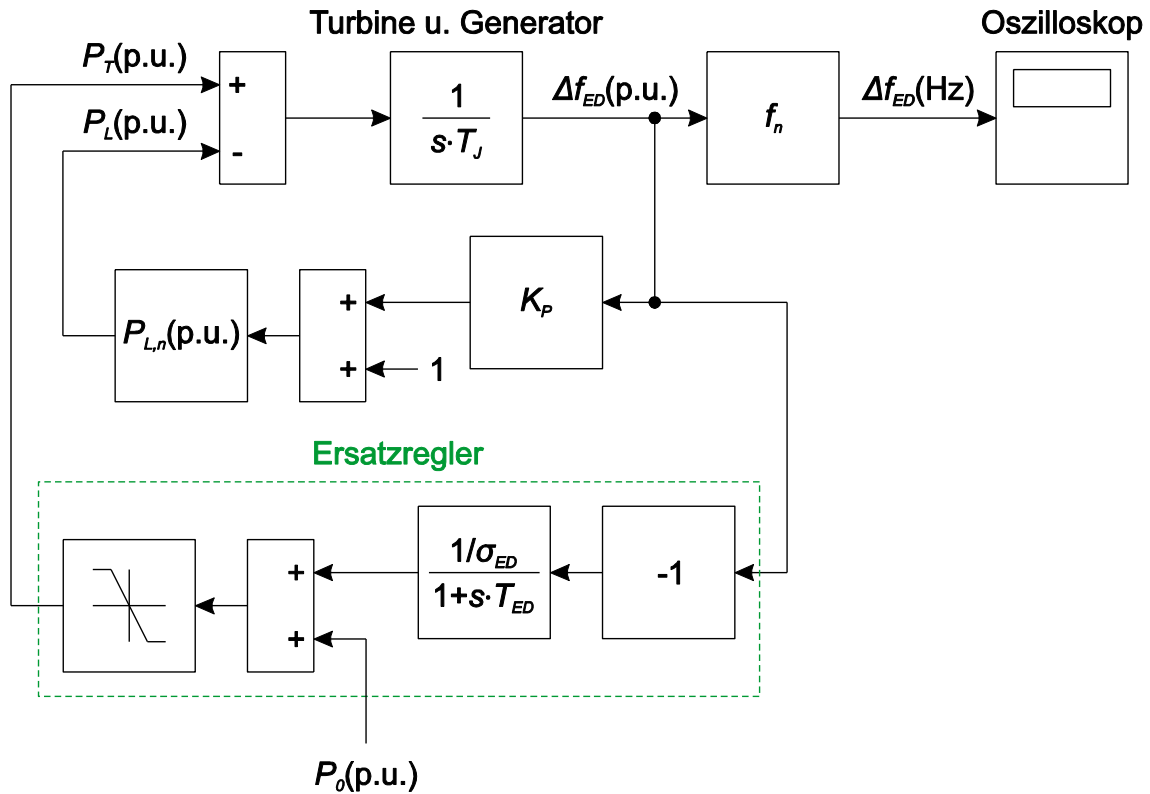 Turbine u. Generator
Oszilloskop
P_T(p.u.)
+
P_L(p.u.)
-
1
s·T_J
Δf_ED(p.u.)
f_n
Δf_ED(Hz)
P_L,n(p.u.)
+
+
1
K_P
Ersatzregler
+
+
1/σ_ED
1+s·T_ED
-1
P_0(p.u.)